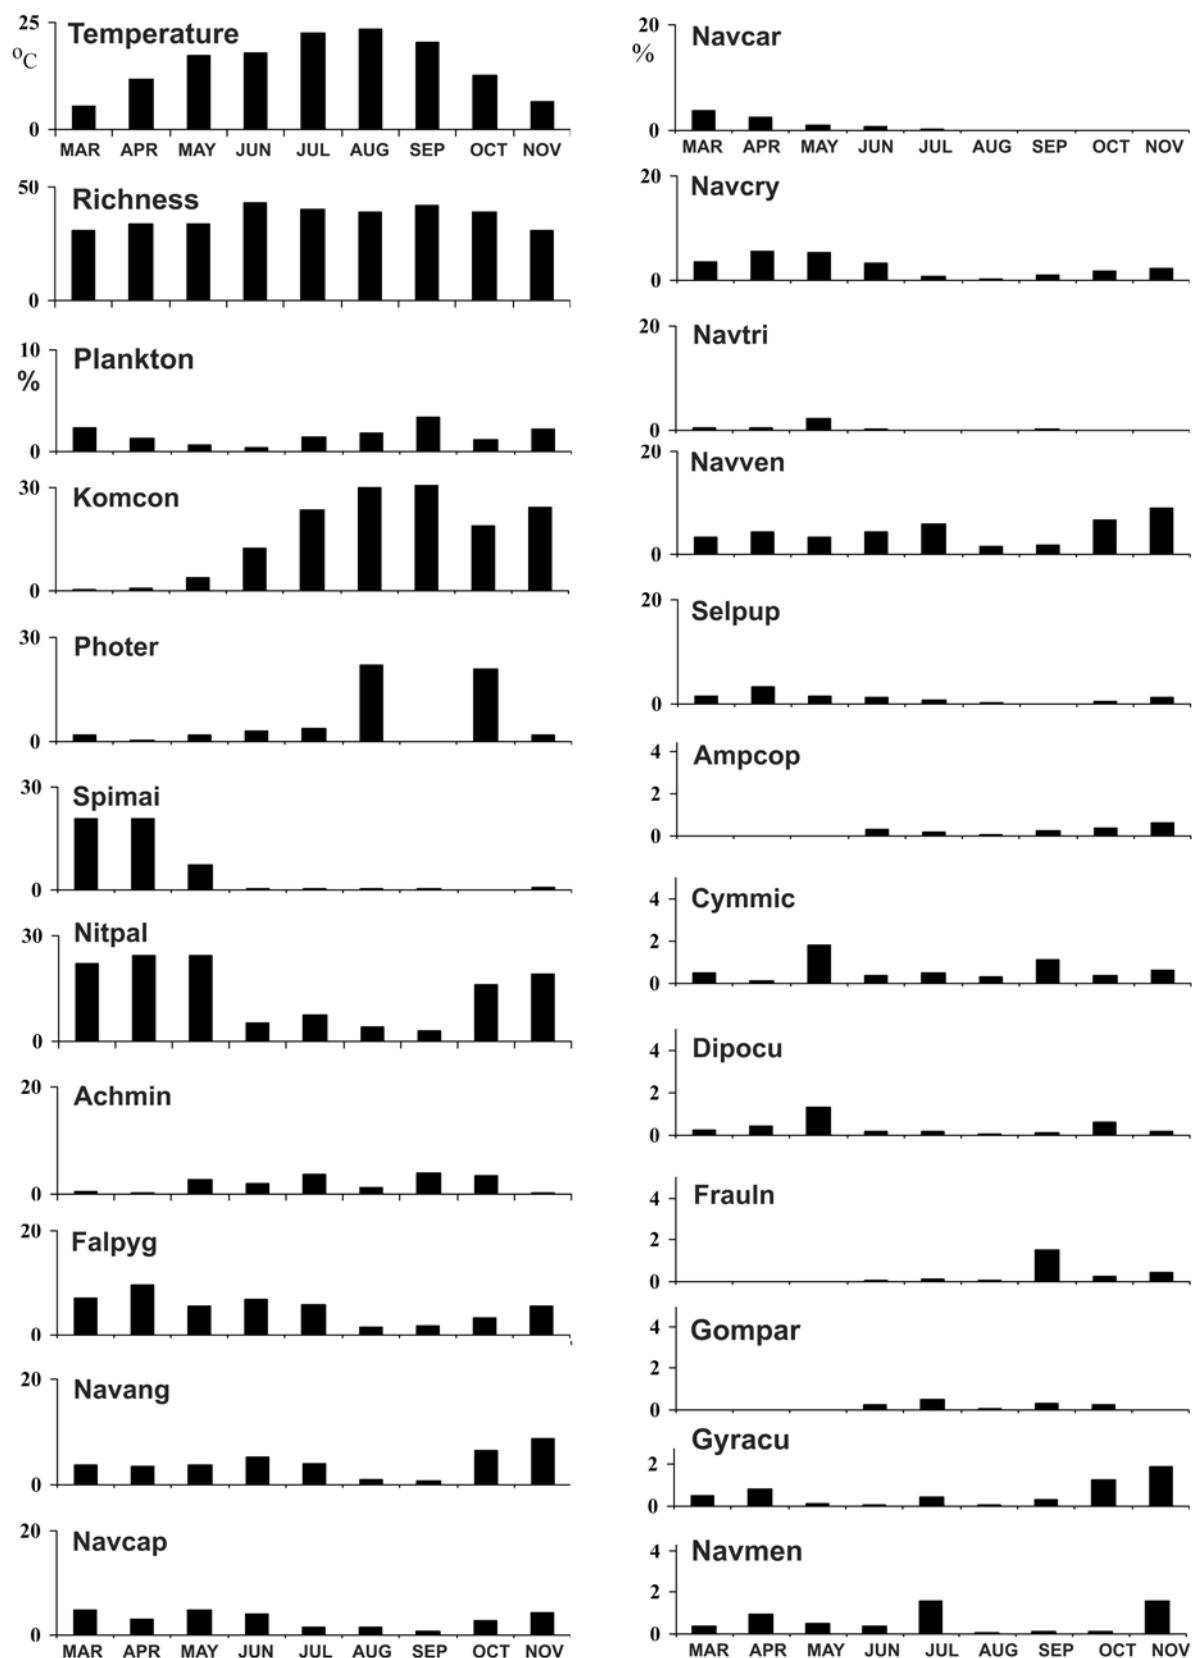 25
Temperature
°C
0
MAR APR MAY JUN JUL AUG SEP OCT NOV
50
Richness
0
10
Plankton
%
0
30
Komcon
0
30
Photer
0
30
Spimai
0
30
Nitpal
0
20
Achmin
0
20
Falpyg
0
20
Navang
0
20
Navcap
0
MAR APR MAY JUN JUL AUG SEP OCT NOV
20
Navcar
%
0
MAR APR MAY JUN JUL AUG SEP OCT NOV
20
Navcry
0
20
Navtri
0
20
Navven
0
20
Selpup
0
Ampcop
4
2
0
Cymmic
4
2
0
Dipocu
4
2
0
Frauln
4
2
0
Gompar
4
2
0
Gyracu
2
0
Navmen
4
2
0
MAR APR MAY JUN JUL AUG SEP OCT NOV